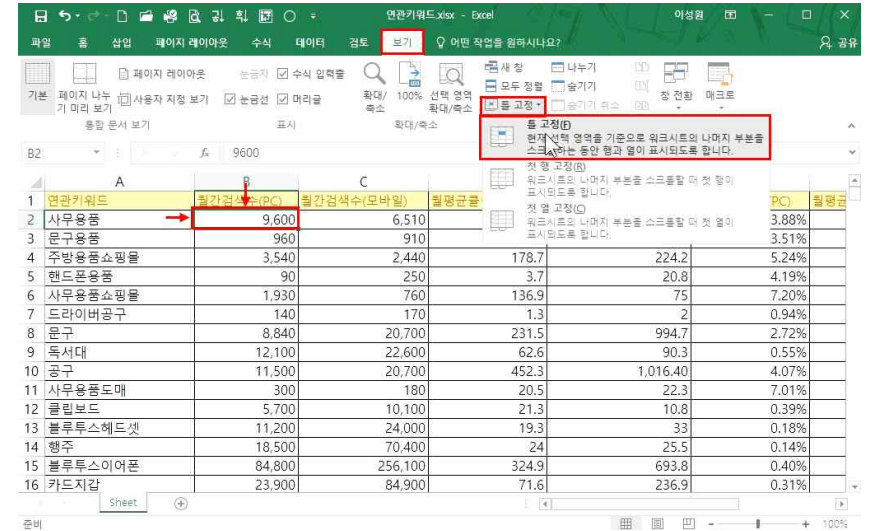 연관키워드.xlsx - Excel
이성원
파일 홈 삽입 페이지 레이아웃 수식 데이터 검토 보기 어떤 작업을 원하시나요? 공유
기본
페이지 나누
기 미리 보기
페이지 레이아웃
사용자 지정 보기
통합 문서 보기
눈금자 수식 입력줄
눈금선 머리글
표시
확대/
축소
100%
선택 영역
확대/축소
확대/축소
새 창
모두 정렬
틀 고정
나누기
숨기기
숨기기 취소
창 전환
매크로
틀 고정(F)
현재 선택 영역을 기준으로 워크시트의 나머지 부분을
스크롤하는 동안 행과 열이 표시되도록 합니다.
첫 행 고정(R)
워크시트의 나머지 부분을 스크롤할 때 첫 행이
표시되도록 합니다.
첫 열 고정(C)
워크시트의 나머지 부분을 스크롤할 때 첫 열이
표시되도록 합니다.
B2 fx 9600
A B C
1 연관키워드 월간검색수(PC) 월간검색수(모바일) 월평균클 (PC) 월평균
2 사무용품 9,600 6,510 3.88%
3 문구용품 960 910 3.51%
4 주방용품쇼핑몰 3,540 2,440 178.7 224.2 5.24%
5 핸드폰용품 90 250 3.7 20.8 4.19%
6 사무용품쇼핑몰 1,930 760 136.9 75 7.20%
7 드라이버공구 140 170 1.3 2 0.94%
8 문구 8,840 20,700 231.5 994.7 2.72%
9 독서대 12,100 22,600 62.6 90.3 0.55%
10 공구 11,500 20,700 452.3 1,016.40 4.07%
11 사무용품도매 300 180 20.5 22.3 7.01%
12 클립보드 5,700 10,100 21.3 10.8 0.39%
13 블루투스헤드셋 11,200 24,000 19.3 33 0.18%
14 행주 18,500 70,400 24 25.5 0.14%
15 블루투스이어폰 84,800 256,100 324.9 693.8 0.40%
16 카드지갑 23,900 84,900 71.6 236.9 0.31%
Sheet
준비 100%